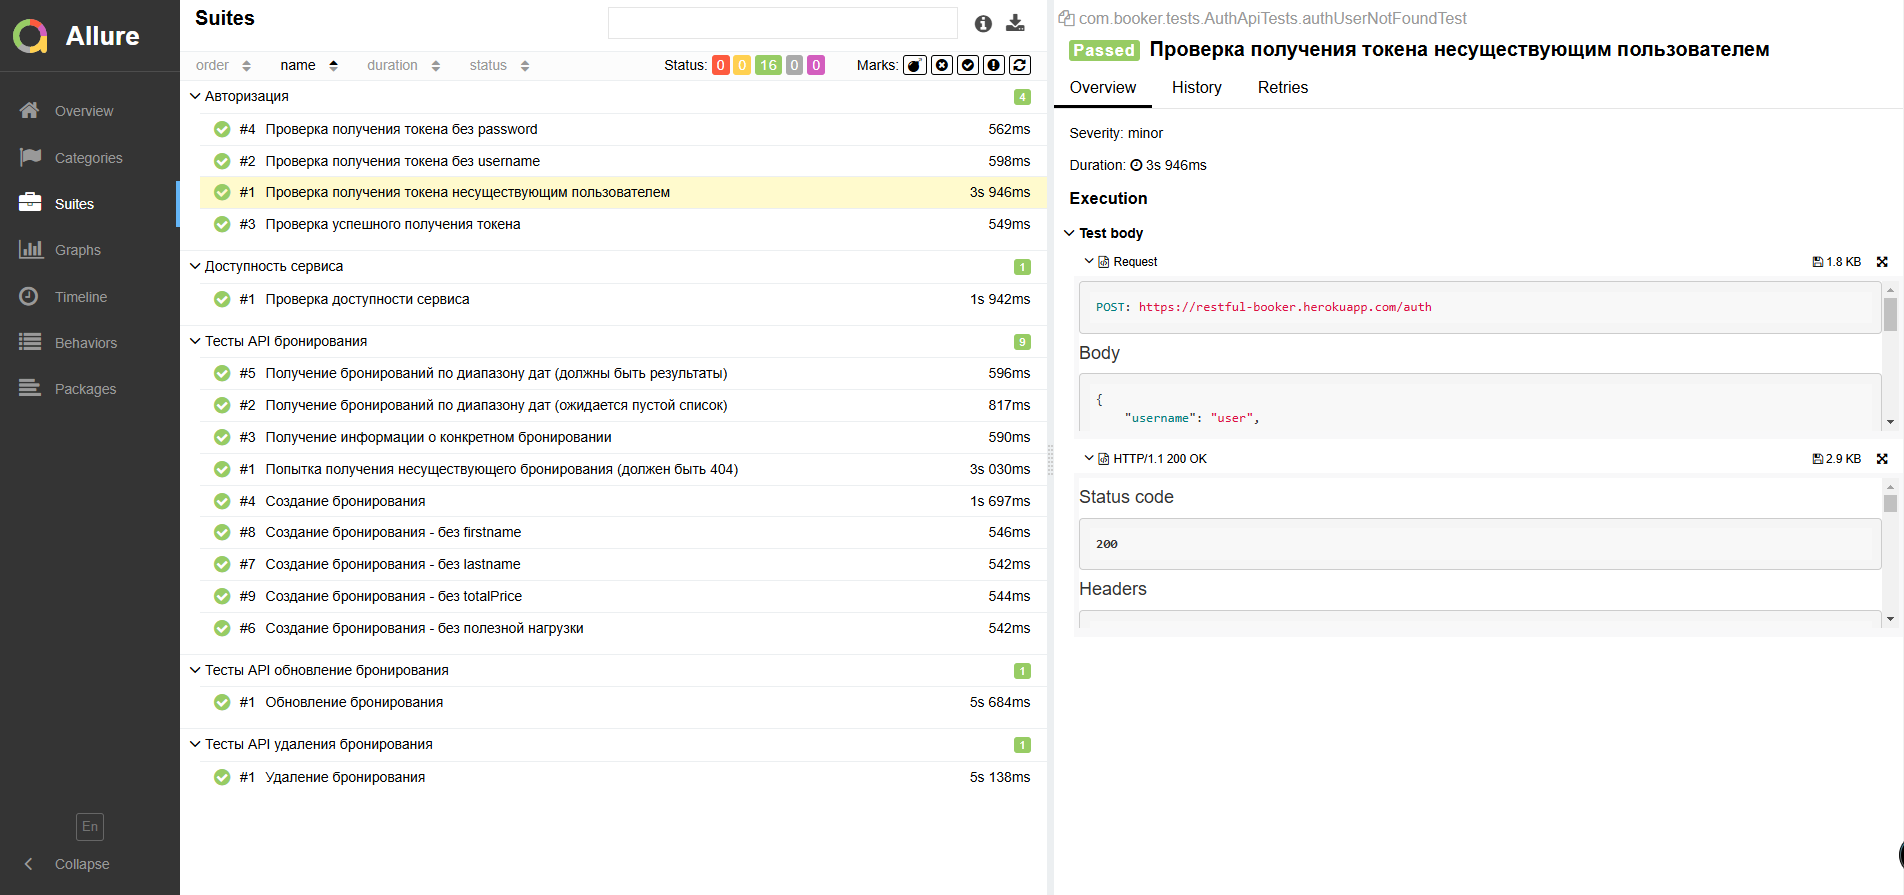 Allure
Overview
Categories
Suites
Graphs
Timeline
Behaviors
Packages
En
Collapse
Suites
order name duration status Status: 0 0 16 0 0 Marks:
Авторизация 4
#4 Проверка получения токена без password 562ms
#2 Проверка получения токена без username 598ms
#1 Проверка получения токена несуществующим пользователем 3s 946ms
#3 Проверка успешного получения токена 549ms
Доступность сервиса 1
#1 Проверка доступности сервиса 1s 942ms
Тесты API бронирования 9
#5 Получение бронирований по диапазону дат (должны быть результаты) 596ms
#2 Получение бронирований по диапазону дат (ожидается пустой список) 817ms
#3 Получение информации о конкретном бронировании 590ms
#1 Попытка получения несуществующего бронирования (должен быть 404) 3s 030ms
#4 Создание бронирования 1s 697ms
#8 Создание бронирования - без firstname 546ms
#7 Создание бронирования - без lastname 542ms
#9 Создание бронирования - без totalPrice 544ms
#6 Создание бронирования - без полезной нагрузки 542ms
Тесты API обновление бронирования 1
#1 Обновление бронирования 5s 684ms
Тесты API удаления бронирования 1
#1 Удаление бронирования 5s 138ms
com.booker.tests.AuthApiTests.authUserNotFoundTest
Passed Проверка получения токена несуществующим пользователем
Overview History Retries
Severity: minor
Duration: 3s 946ms
Execution
Test body
Request 1.8 KB
POST: https://restful-booker.herokuapp.com/auth
Body
{
"username": "user",
HTTP/1.1 200 OK 2.9 KB
Status code
200
Headers